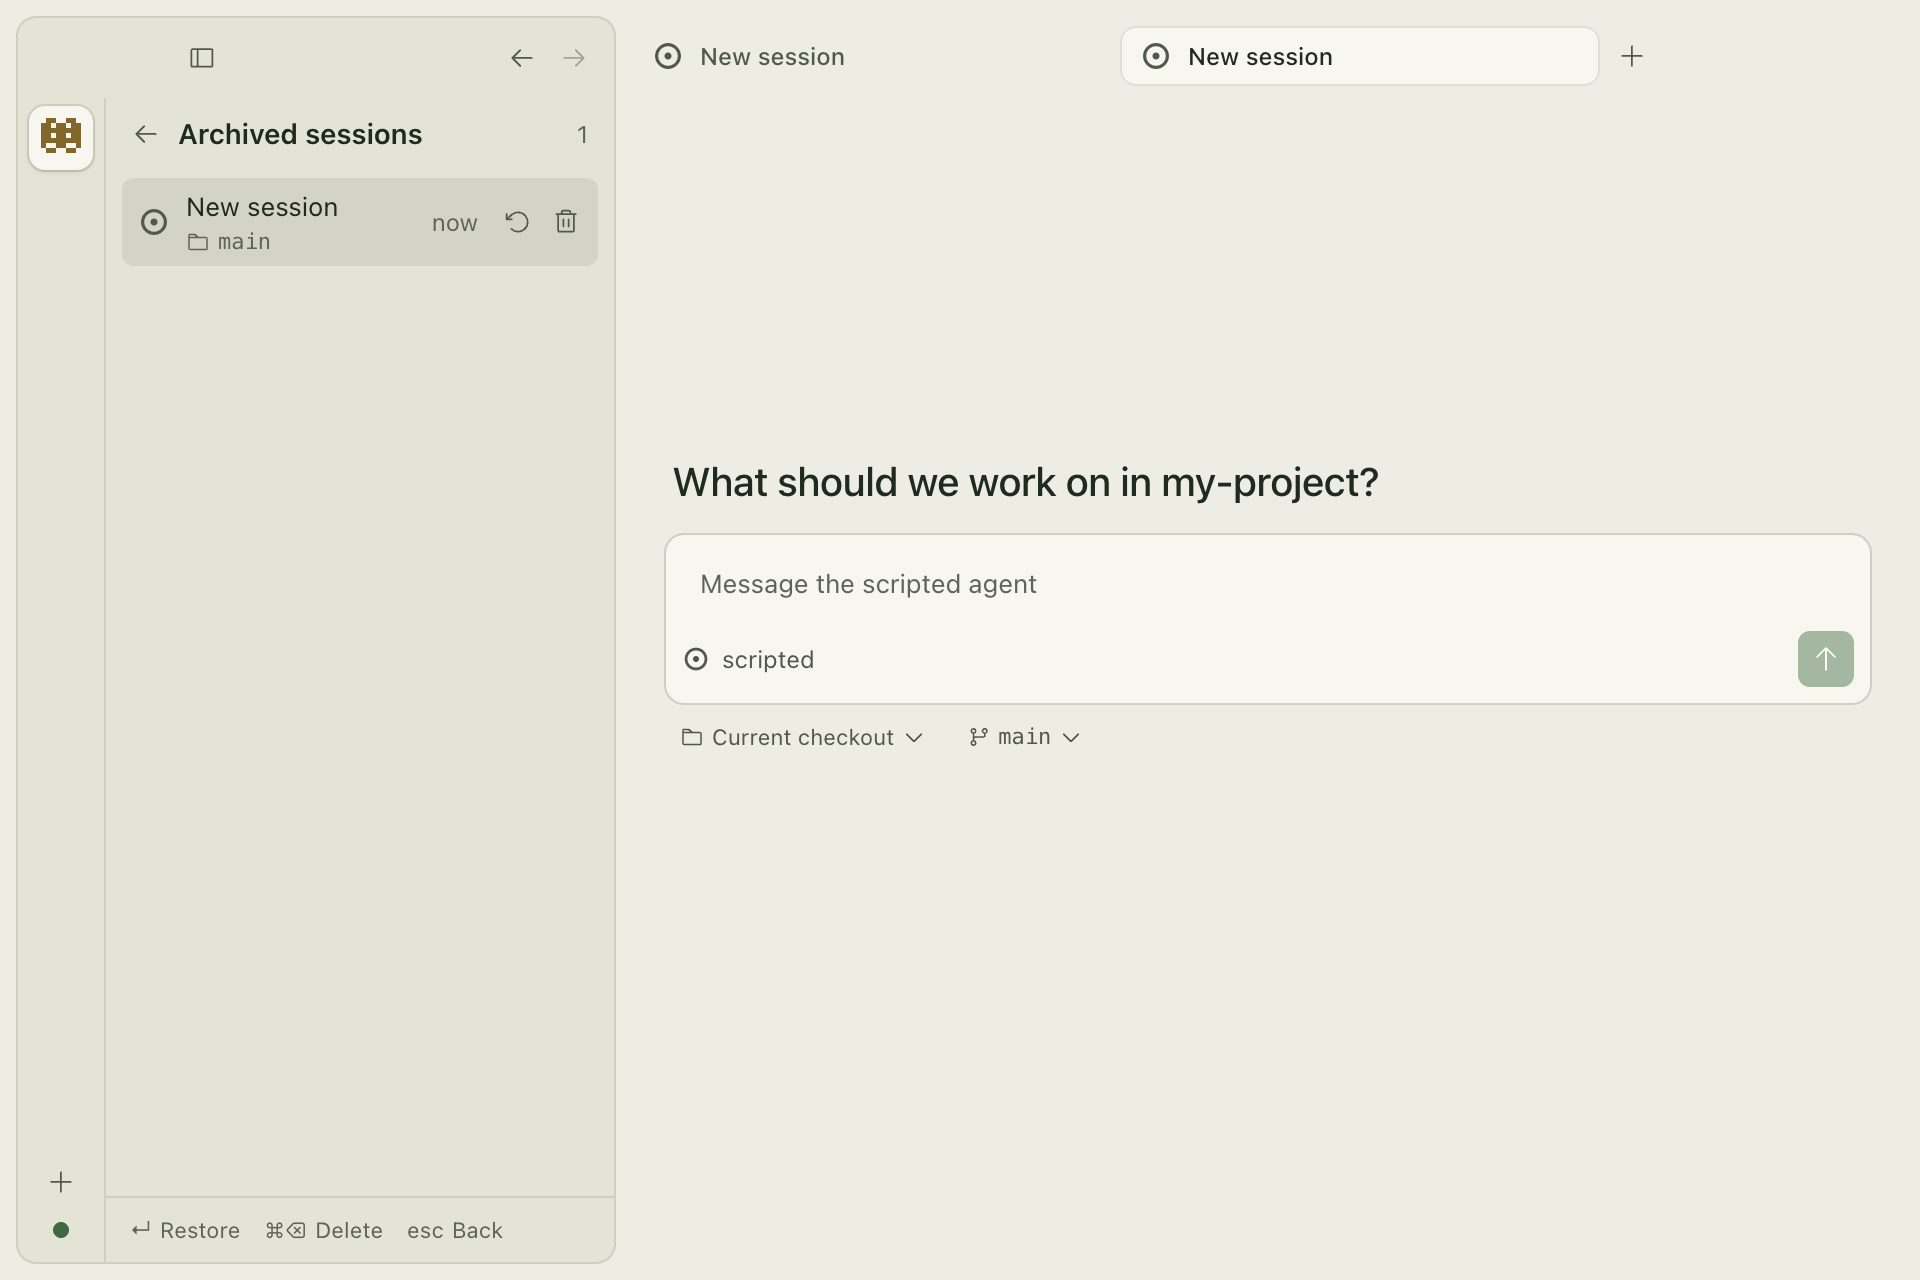 New session
New session
Archived sessions
1
New session
now
main
What should we work on in my-project?
Message the scripted agent
scripted
Current checkout
main
↵ Restore
⌘⌫ Delete
esc Back